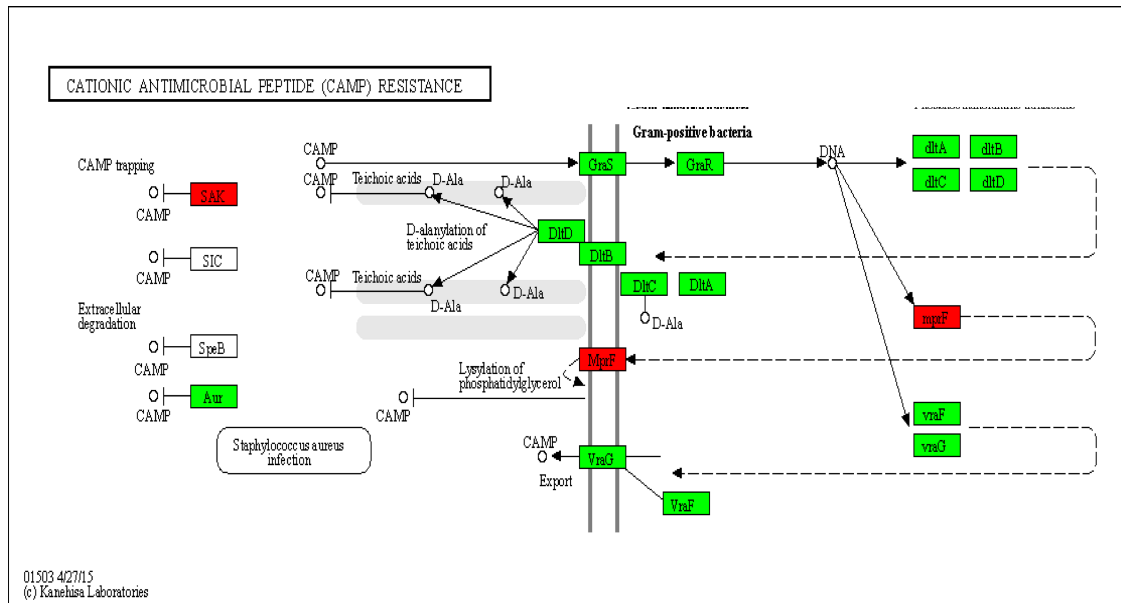 CATIONIC ANTIMICROBIAL PEPTIDE (CAMP) RESISTANCE
Gram-positive bacteria
CAMP trapping
CAMP
SAK
CAMP
SIC
CAMP
Extracellular
degradation
SpeB
CAMP
Aur
CAMP
Staphylococcus aureus
infection
CAMP
GraS
GraR
DNA
dltA
dltB
dltC
dltD
CAMP
Teichoic acids
D-Ala
D-Ala
D-alanylation of
teichoic acids
DltD
DltB
CAMP
Teichoic acids
D-Ala
D-Ala
DltC
DltA
D-Ala
mprF
MprF
Lysylation of
phosphatidylglycerol
CAMP
vraF
vraG
CAMP
VraG
Export
VraF
01503 4/27/15
(c) Kanehisa Laboratories